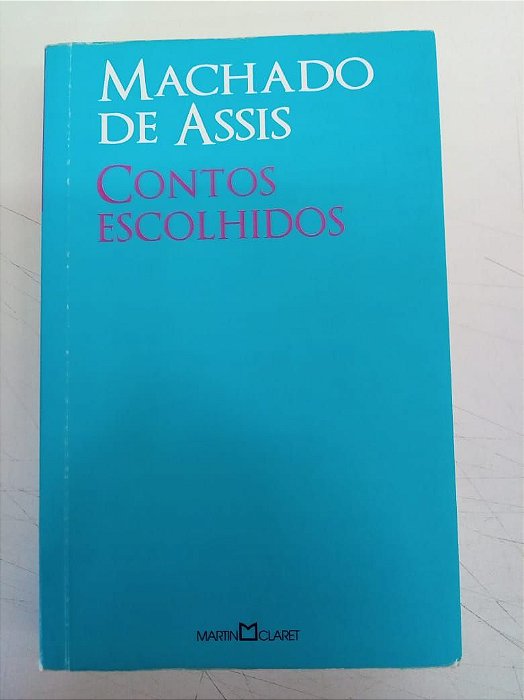 MACHADO
DE ASSIS
CONTOS
ESCOLHIDOS
MARTIN CLARET